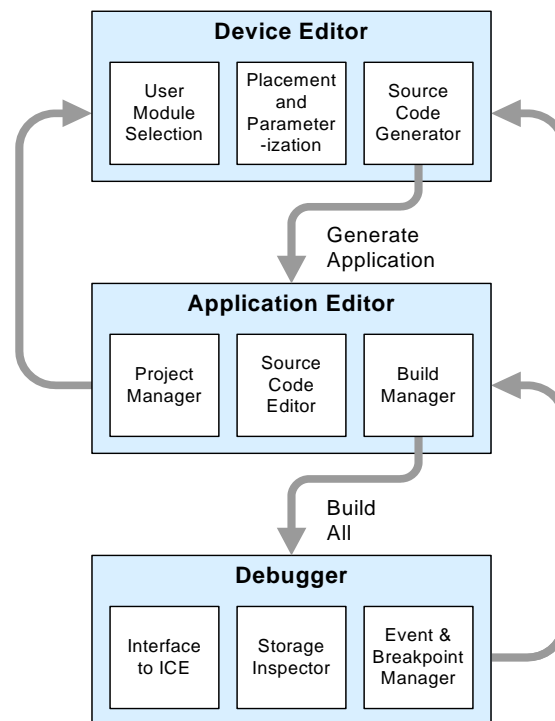 Device Editor
User
Module
Selection
Placement
and
Parameter
-ization
Source
Code
Generator
Generate
Application
Application Editor
Project
Manager
Source
Code
Editor
Build
Manager
Build
All
Debugger
Interface
to ICE
Storage
Inspector
Event &
Breakpoint
Manager